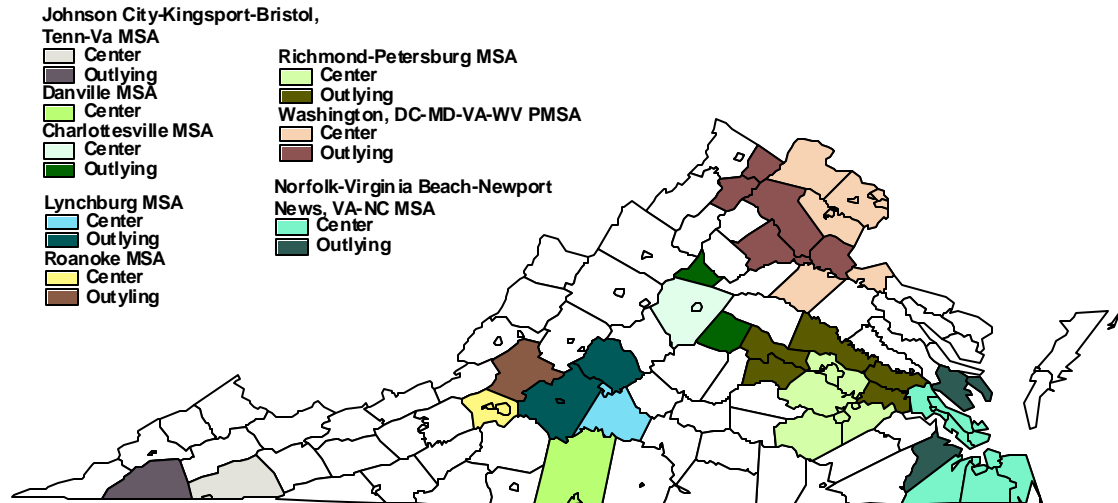 Johnson City-Kingsport-Bristol,
Tenn-Va MSA
Center
Outlying
Danville MSA
Center
Charlottesville MSA
Center
Outlying
Lynchburg MSA
Center
Outlying
Roanoke MSA
Center
Outyling
Richmond-Petersburg MSA
Center
Outlying
Washington, DC-MD-VA-WV PMSA
Center
Outlying
Norfolk-Virginia Beach-Newport
News, VA-NC MSA
Center
Outlying